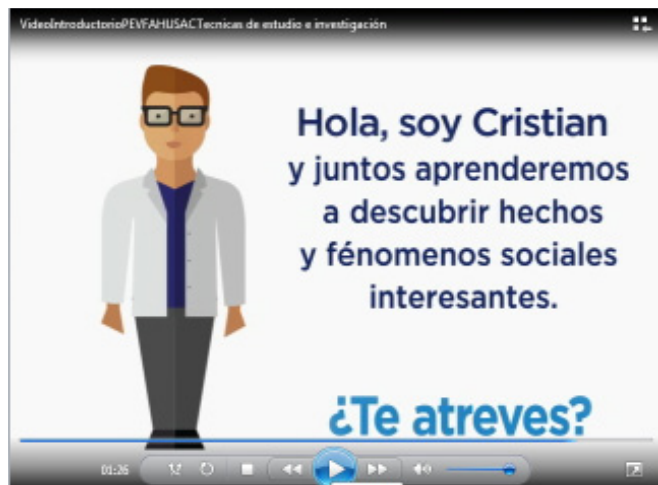 VideoIntroductorioPEVFAHUSACTecnicas de estudio e investigación
Hola, soy Cristian
y juntos aprenderemos
a descubrir hechos
y fénomenos sociales
interesantes.
¿Te atreves?
01:26